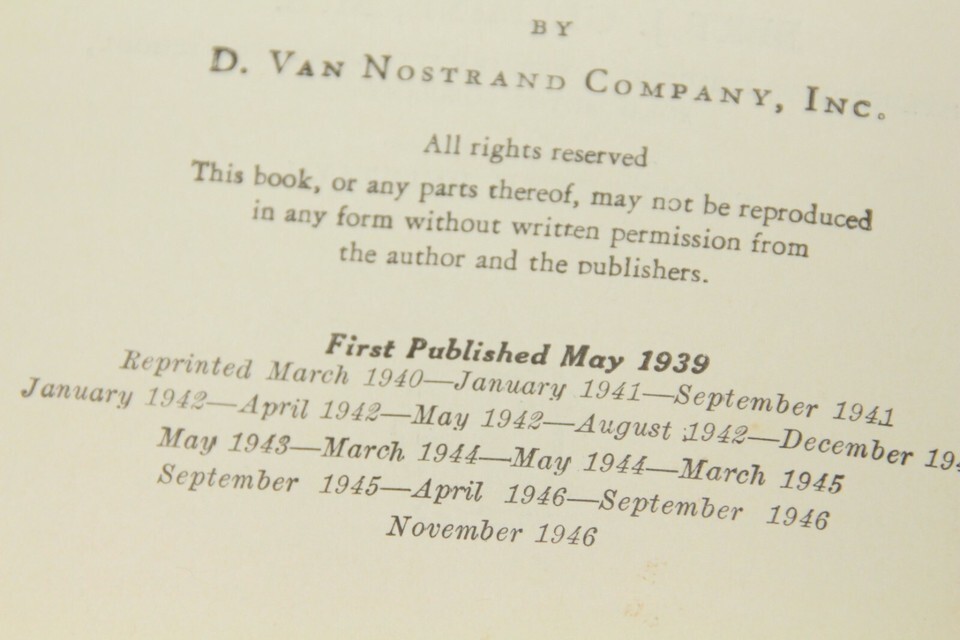 BY
D. VAN NOSTRAND COMPANY, INC.
All rights reserved
This book, or any parts thereof, may not be reproduced
in any form without written permission from
the author and the publishers.
First Published May 1939
Reprinted March 1940—January 1941—September 1941
January 1942—April 1942—May 1942—August 1942—December 194
May 1943—March 1944—May 1944—March 1945
September 1945—April 1946—September 1946
November 1946